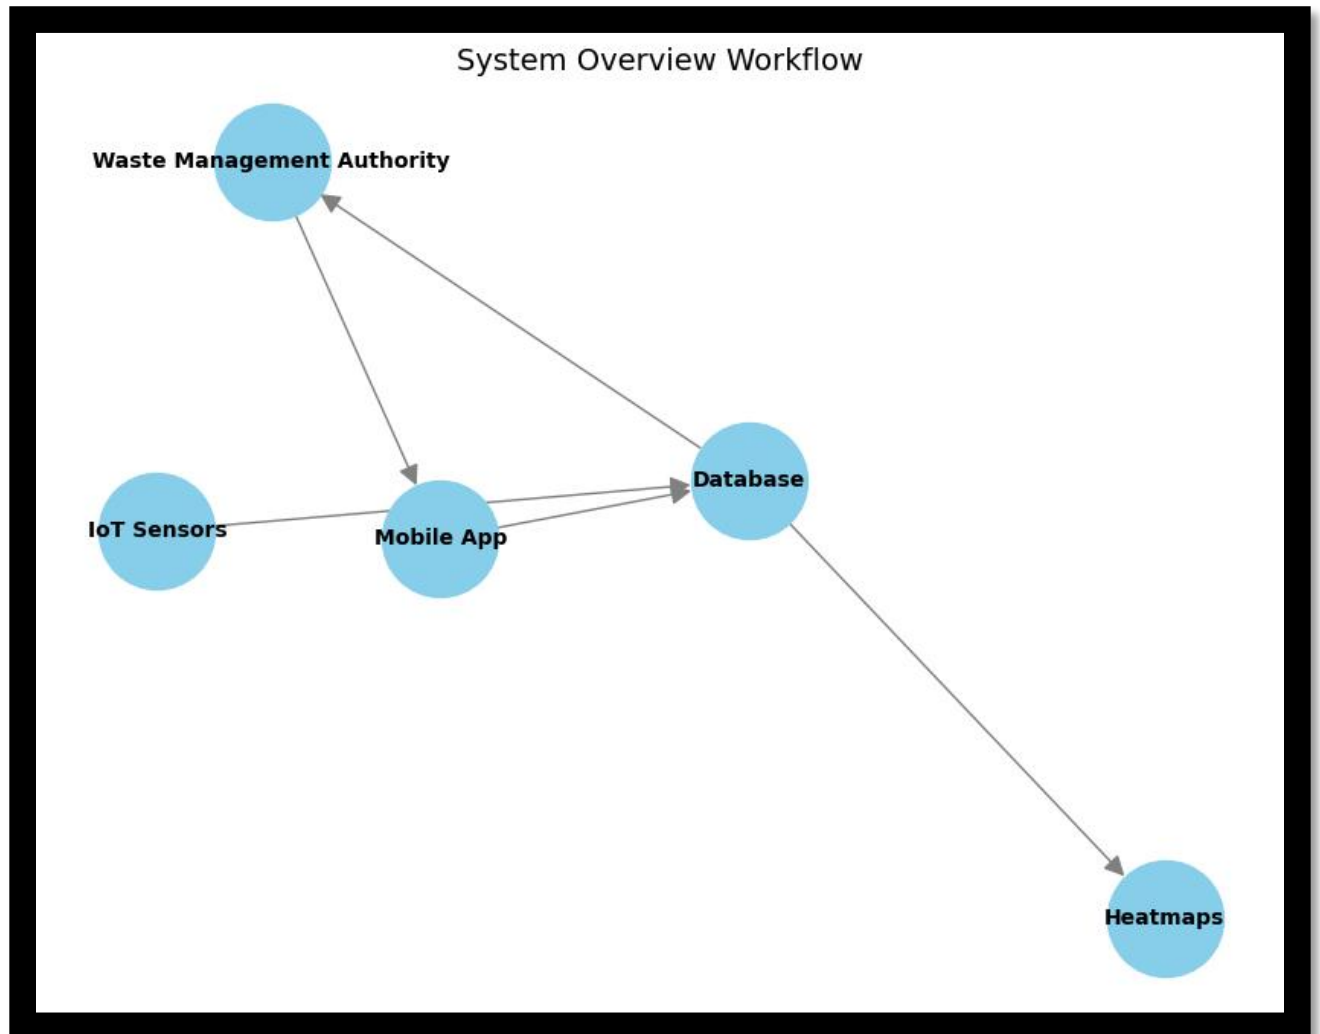 System Overview Workflow
Waste Management Authority
Database
IoT Sensors
Mobile App
Heatmaps